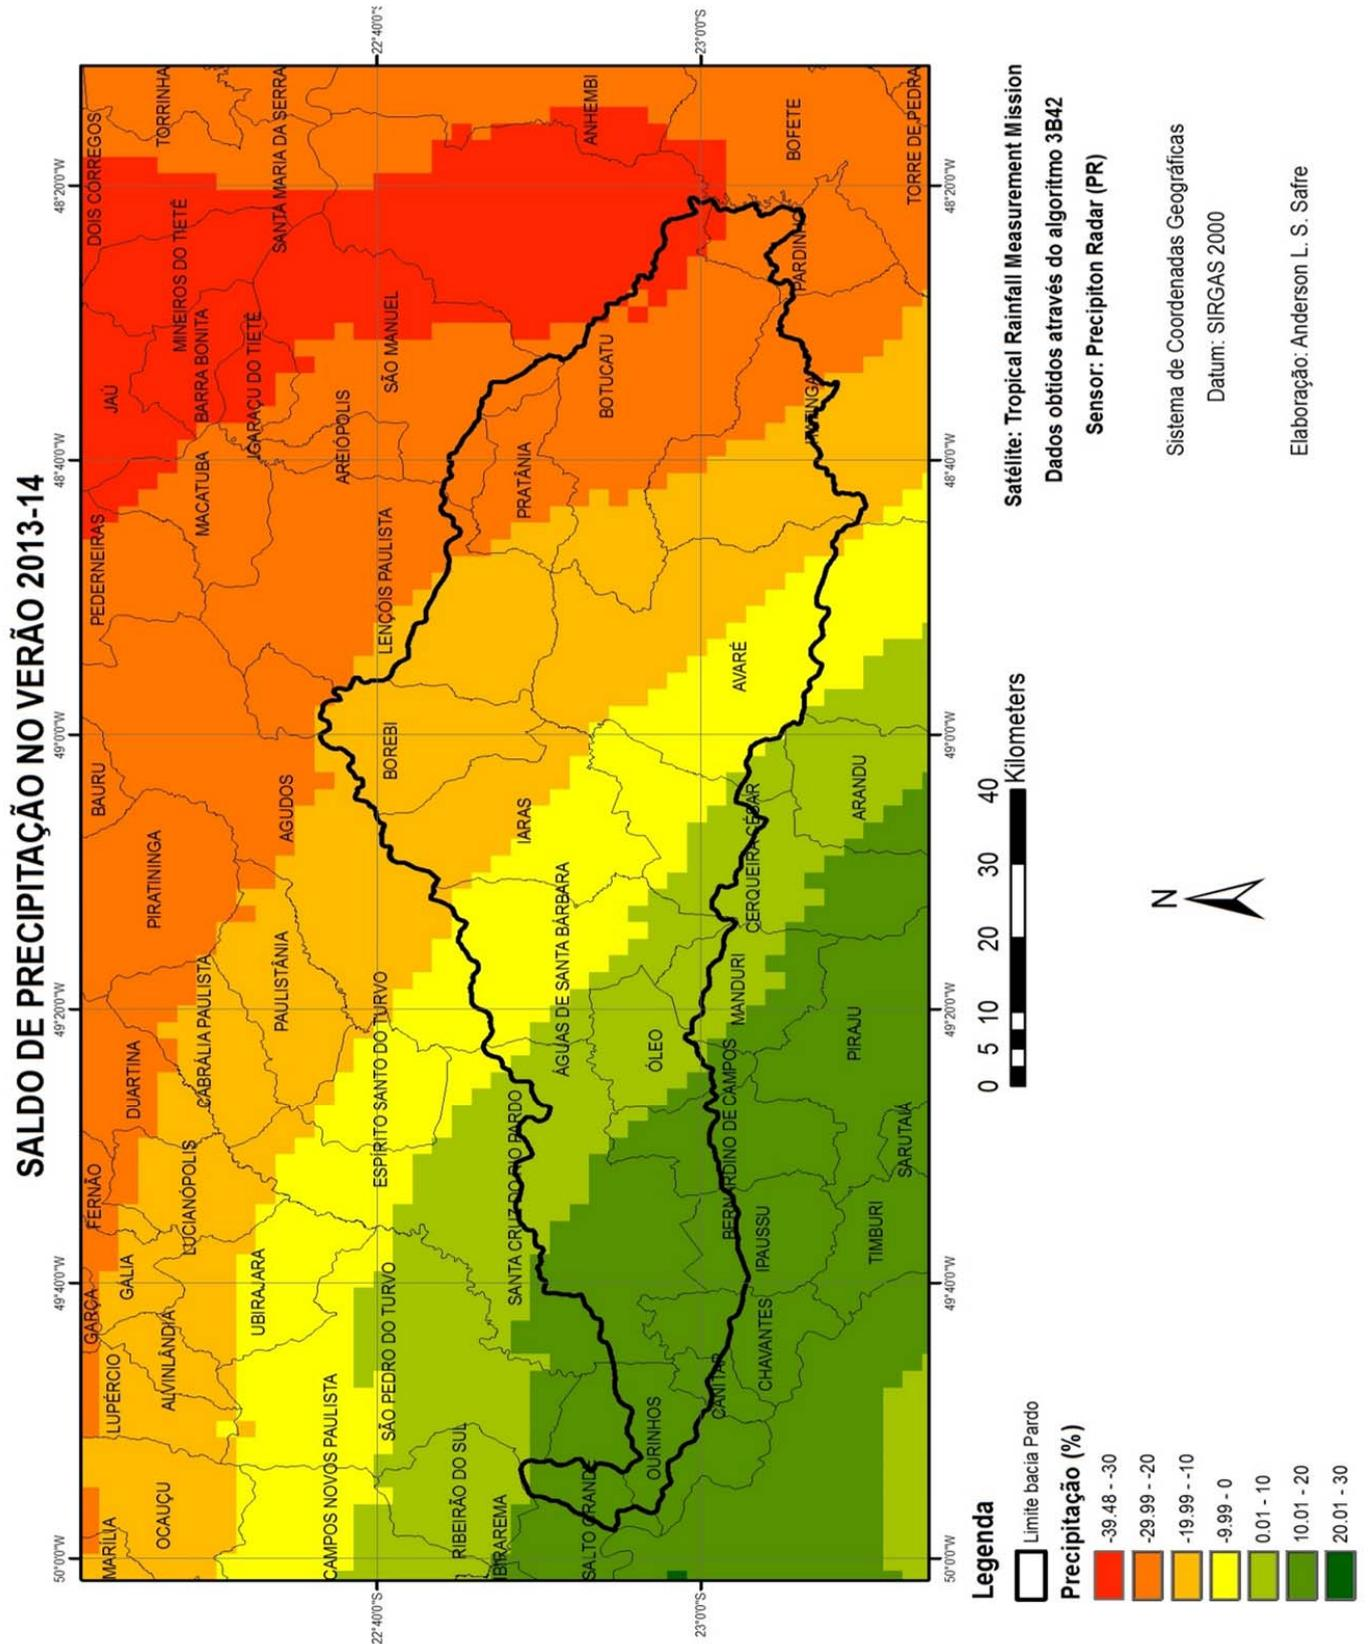 SALDO DE PRECIPITAÇÃO NO VERÃO 2013-14
50°0'0"W
49°40'0"W
49°20'0"W
49°0'0"W
48°40'0"W
48°20'0"W
22°40'0"S
22°40'0"S
23°0'0"S
23°0'0"S
MARÍLIA
LUPÉRCIO
GARÇA
FERNÃO
GÁLIA
DUARTINA
BAURU
PEDERNEIRAS
JAÚ
DOIS CÓRREGOS
TORRINHA
OCAUÇU
ALVINLÂNDIA
LUCIANÓPOLIS
CABRÁLIA PAULISTA
PIRATININGA
MACATUBA
BARRA BONITA
MINEIROS DO TIETÊ
UBIRAJARA
PAULISTÂNIA
AGUDOS
IGARAÇU DO TIETÊ
SANTA MARIA DA SERRA
CAMPOS NOVOS PAULISTA
AREIÓPOLIS
SÃO PEDRO DO TURVO
ESPÍRITO SANTO DO TURVO
BOREBI
LENÇÓIS PAULISTA
SÃO MANUEL
RIBEIRÃO DO SUL
IBIRAREMA
SANTA CRUZ DO RIO PARDO
IARAS
PRATÂNIA
SALTO GRANDE
ÁGUAS DE SANTA BÁRBARA
BOTUCATU
ANHEMBI
OURINHOS
ÓLEO
CANITAR
BERNARDINO DE CAMPOS
MANDURI
CERQUEIRA CÉSAR
AVARÉ
CHAVANTES
IPAUSSU
ITATINGA
PARDINHO
BOFETE
PIRAJU
ARANDU
TIMBURI
SARUTAIÁ
TORRE DE PEDRA
Legenda
Limite bacia Pardo
Precipitação (%)
-39.48 - -30
-29.99 - -20
-19.99 - -10
-9.99 - 0
0.01 - 10
10.01 - 20
20.01 - 30
0 5 10 20 30 40
Kilometers
N
Satélite: Tropical Rainfall Measurement Mission
Dados obtidos através do algoritmo 3B42
Sensor: Precipiton Radar (PR)
Sistema de Coordenadas Geográficas
Datum: SIRGAS 2000
Elaboração: Anderson L. S. Safre